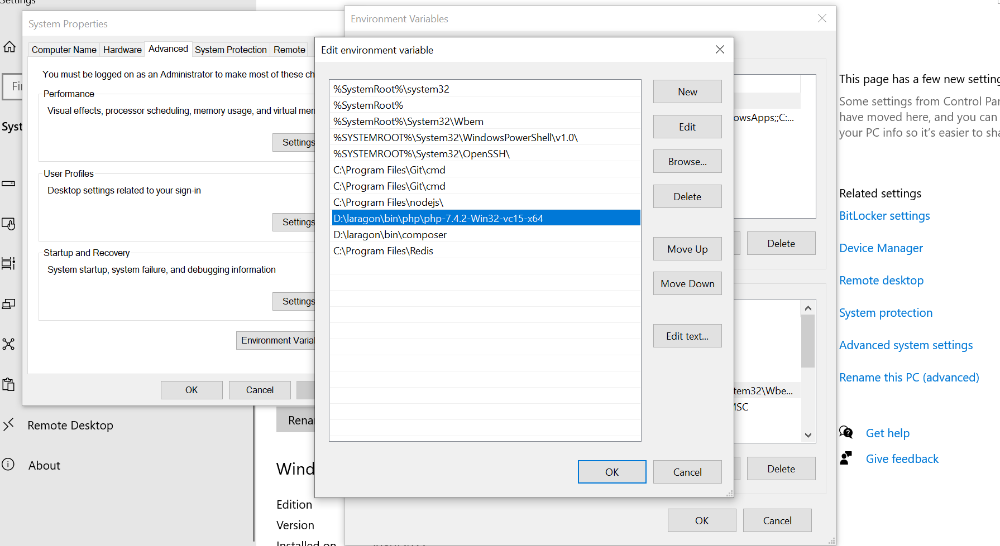 Settings
System Properties
Computer Name
Hardware
Advanced
System Protection
Remote
You must be logged on as an Administrator to make most of these ch
Performance
Visual effects, processor scheduling, memory usage, and virtual mem
Settings
User Profiles
Desktop settings related to your sign-in
Settings
Startup and Recovery
System startup, system failure, and debugging information
Settings
Environment Varial
OK
Cancel
Fin
Syst
Remote Desktop
About
Renam
Wind
Edition
Version
Installed on
Environment Variables
Edit environment variable
%SystemRoot%\system32
%SystemRoot%
%SystemRoot%\System32\Wbem
%SYSTEMROOT%\System32\WindowsPowerShell\v1.0\
%SYSTEMROOT%\System32\OpenSSH\
C:\Program Files\Git\cmd
C:\Program Files\Git\cmd
C:\Program Files\nodejs\
D:\laragon\bin\php\php-7.4.2-Win32-vc15-x64
D:\laragon\bin\composer
C:\Program Files\Redis
New
Edit
Browse...
Delete
Move Up
Move Down
Edit text...
OK
Cancel
owsApps;;C:...
Delete
tem32\Wbe...
MSC
Delete
OK
Cancel
This page has a few new setting
Some settings from Control Par
have moved here, and you can
your PC info so it's easier to sha
Related settings
BitLocker settings
Device Manager
Remote desktop
System protection
Advanced system settings
Rename this PC (advanced)
Get help
Give feedback